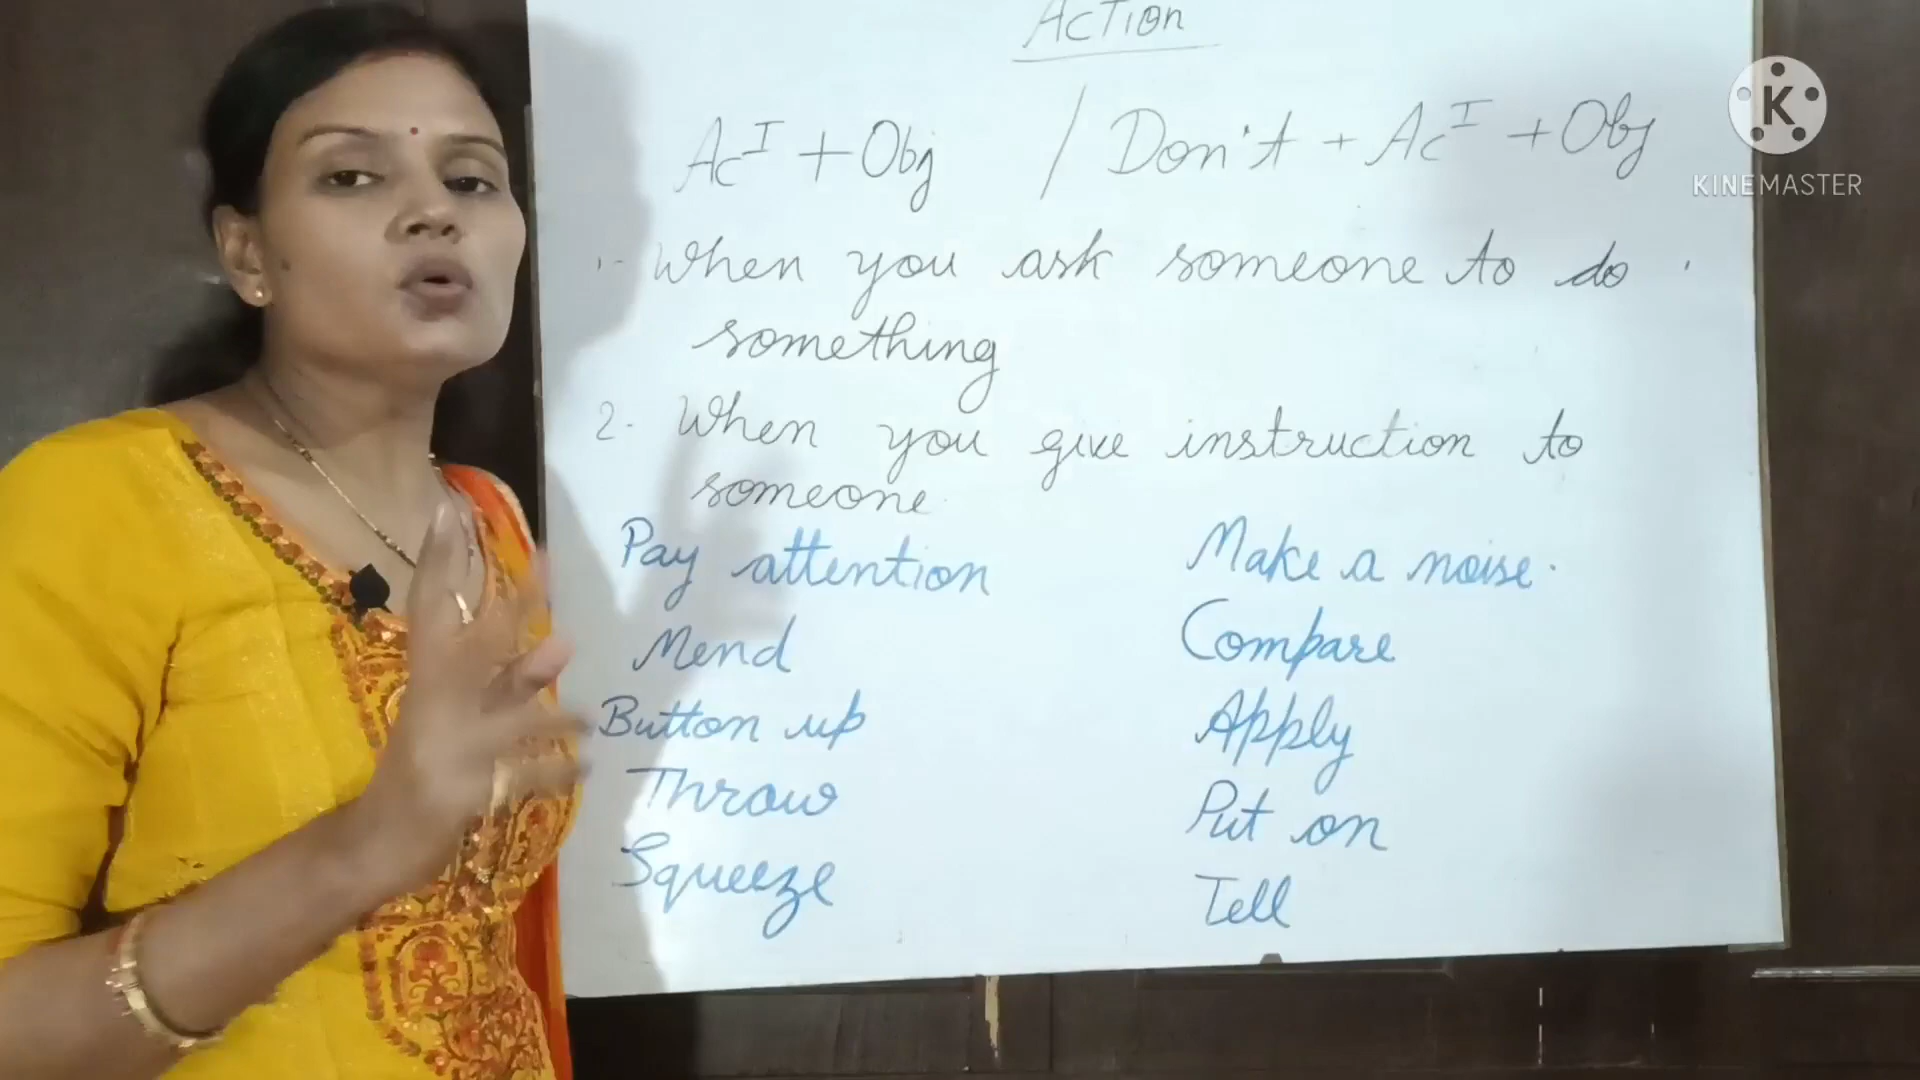 Action
Ac^I + Obj / Don't + Ac^I + Obj
1- When you ask someone to do
something
2- When you give instruction to
someone.
Pay attention
Make a noise.
Mend
Compare
Button up
Apply
Throw
Put on
Squeeze
Tell
K
KINEMASTER